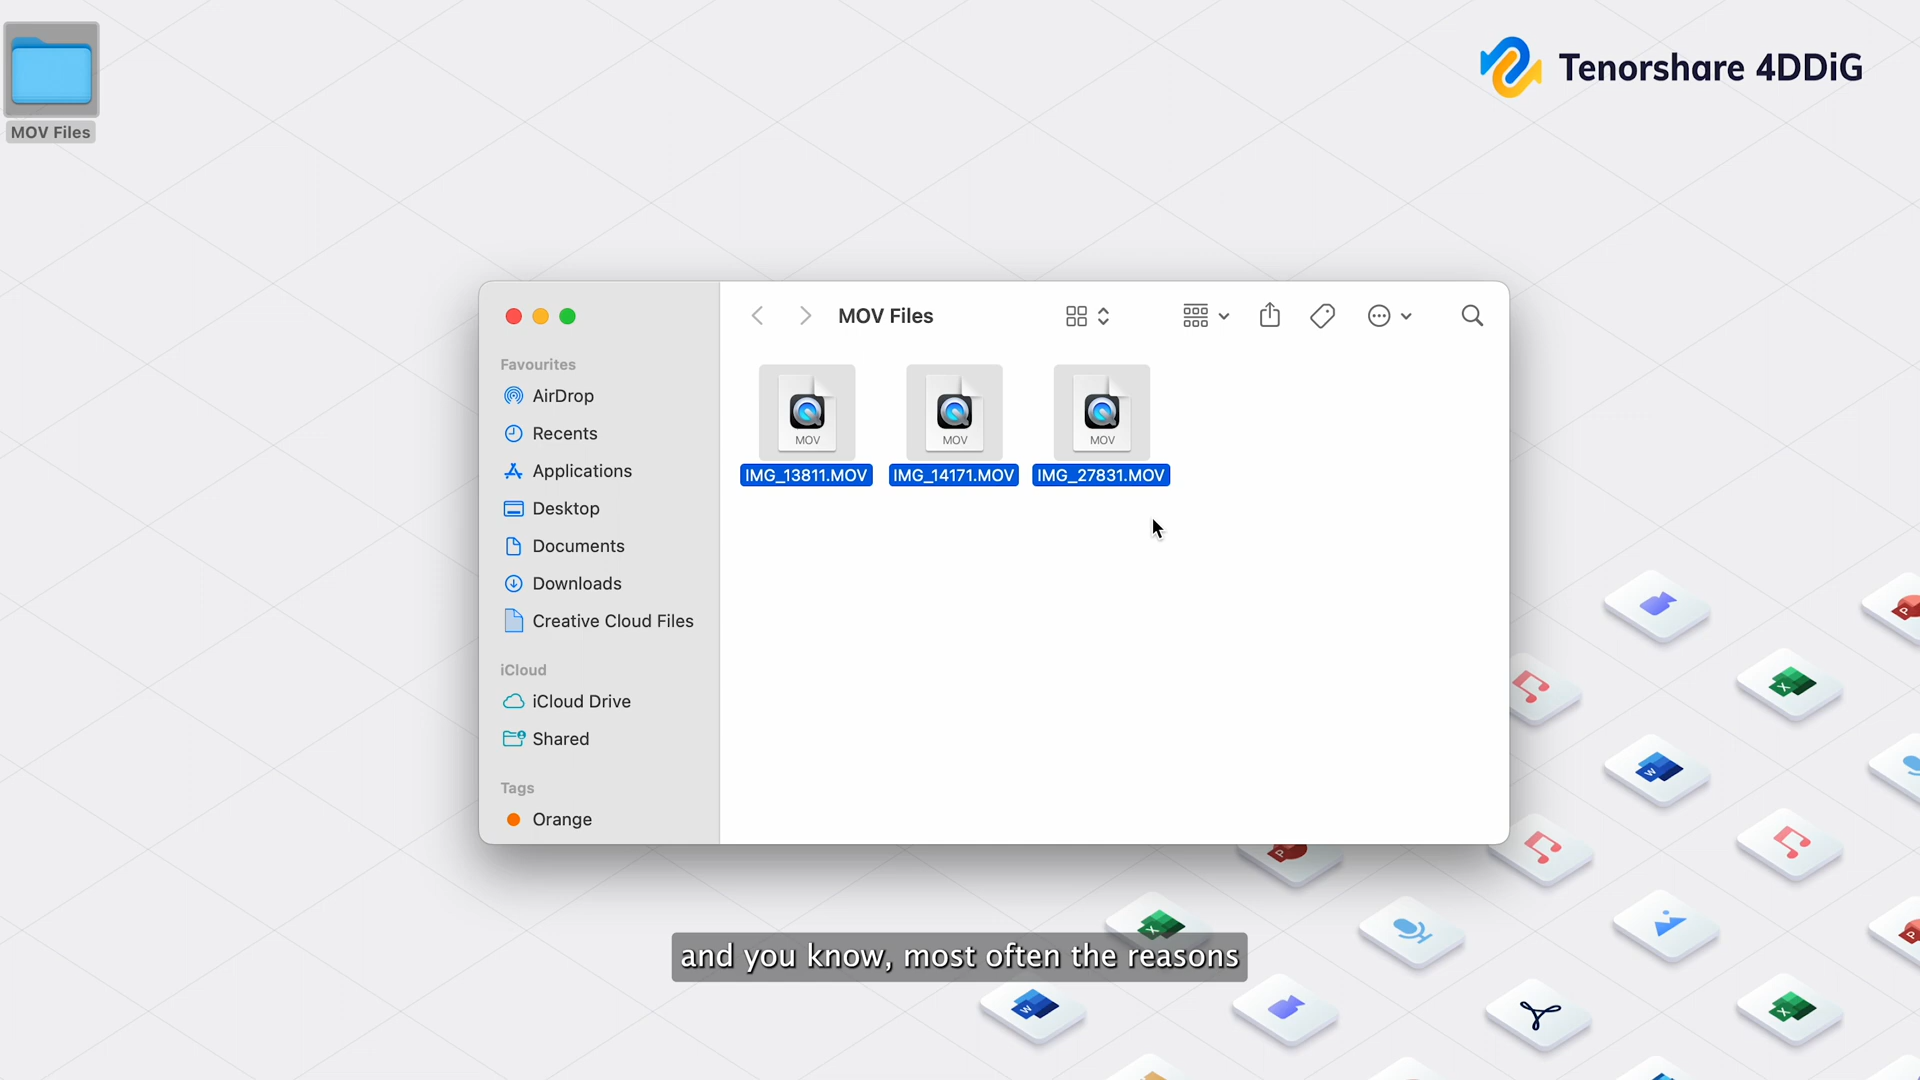 MOV Files
Tenorshare 4DDiG
MOV Files
Favourites
AirDrop
Recents
Applications
Desktop
Documents
Downloads
Creative Cloud Files
iCloud
iCloud Drive
Shared
Tags
Orange
MOV
MOV
MOV
IMG_13811.MOV
IMG_14171.MOV
IMG_27831.MOV
P
X
W
X
P
P
W
X
and you know, most often the reasons